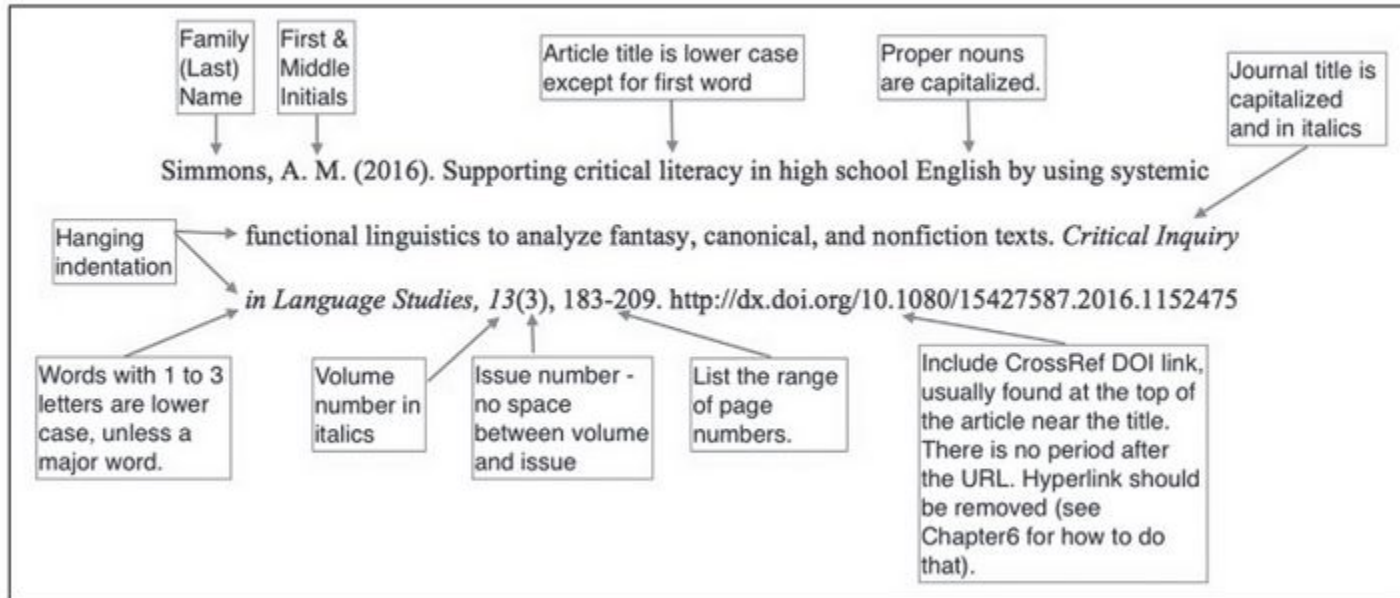 Family
(Last)
Name
First &
Middle
Initials
Article title is lower case
except for first word
Proper nouns
are capitalized.
Journal title is
capitalized
and in italics
Simmons, A. M. (2016). Supporting critical literacy in high school English by using systemic
Hanging
indentation
functional linguistics to analyze fantasy, canonical, and nonfiction texts. Critical Inquiry
in Language Studies, 13(3), 183-209. http://dx.doi.org/10.1080/15427587.2016.1152475
Words with 1 to 3
letters are lower
case, unless a
major word.
Volume
number in
italics
Issue number -
no space
between volume
and issue
List the range
of page
numbers.
Include CrossRef DOI link,
usually found at the top of
the article near the title.
There is no period after
the URL. Hyperlink should
be removed (see
Chapter6 for how to do
that).